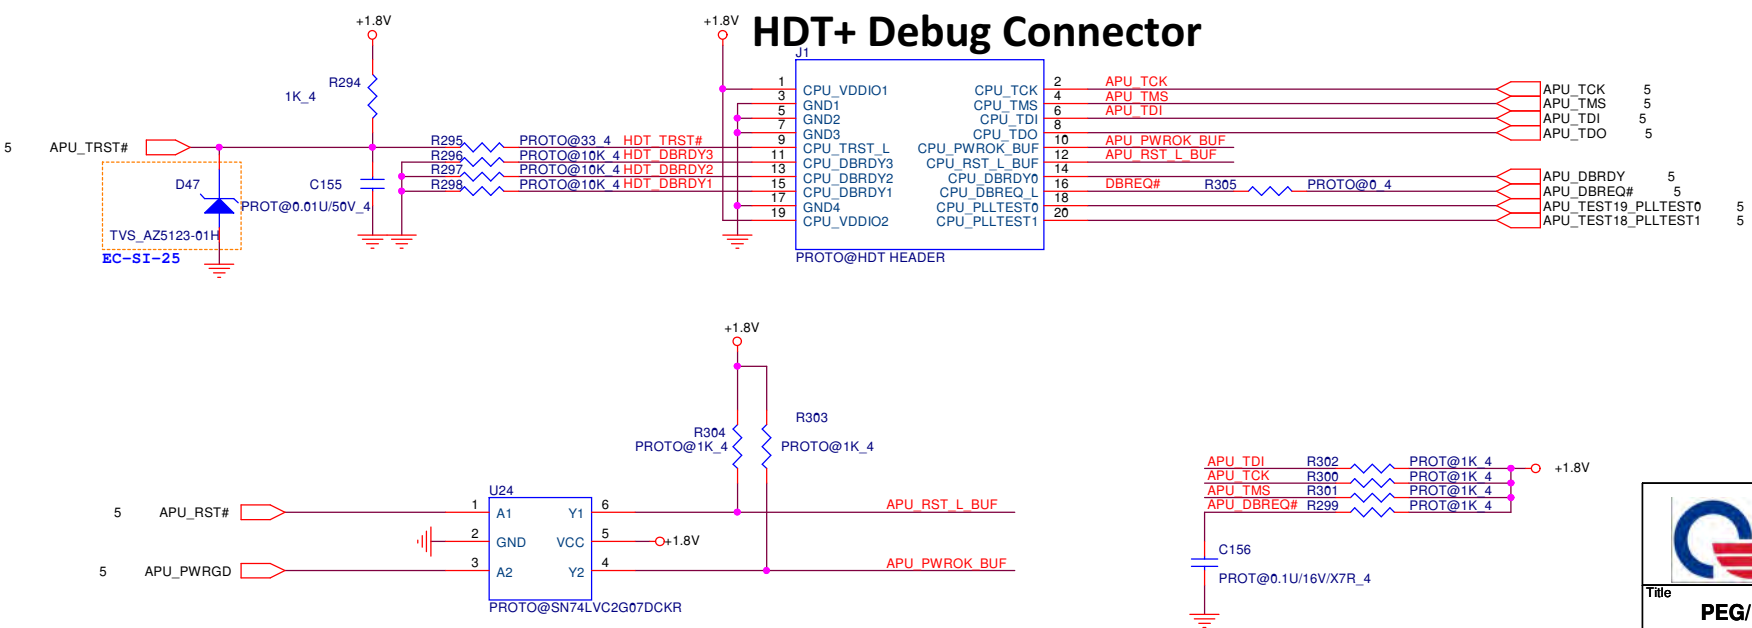 HDT+ Debug Connector
+1.8V
+1.8V
J1
R294
1K_4
5 APU_TRST#
R295 PROTO@33_4 HDT_TRST#
R296 PROTO@10K_4 HDT_DBRDY3
R297 PROTO@10K_4 HDT_DBRDY2
R298 PROTO@10K_4 HDT_DBRDY1
D47
C155
PROT@0.01U/50V_4
TVS_AZ5123-01H
EC-SI-25
1 CPU_VDDIO1 CPU_TCK 2 APU_TCK APU_TCK 5
3 GND1 CPU_TMS 4 APU_TMS APU_TMS 5
5 GND2 CPU_TDI 6 APU_TDI APU_TDI 5
7 GND3 CPU_TDO 8 APU_TDO 5
9 CPU_TRST_L CPU_PWROK_BUF 10 APU_PWROK_BUF
11 CPU_DBRDY3 CPU_RST_L_BUF 12 APU_RST_L_BUF
13 CPU_DBRDY2 CPU_DBRDY0 14 APU_DBRDY 5
15 CPU_DBRDY1 CPU_DBREQ_L 16 DBREQ# R305 PROTO@0_4 APU_DBREQ# 5
17 GND4 CPU_PLLTEST0 18 APU_TEST19_PLLTEST0 5
19 CPU_VDDIO2 CPU_PLLTEST1 20 APU_TEST18_PLLTEST1 5
PROTO@HDT HEADER
+1.8V
R303
R304
PROTO@1K_4 PROTO@1K_4
U24
5 APU_RST# 1 A1 Y1 6 APU_RST_L_BUF
2 GND VCC 5 +1.8V
5 APU_PWRGD 3 A2 Y2 4 APU_PWROK_BUF
PROTO@SN74LVC2G07DCKR
APU_TDI R302 PROT@1K_4 +1.8V
APU_TCK R300 PROT@1K_4
APU_TMS R301 PROT@1K_4
APU_DBREQ# R299 PROT@1K_4
C156
PROT@0.1U/16V/X7R_4
Title
PEG/